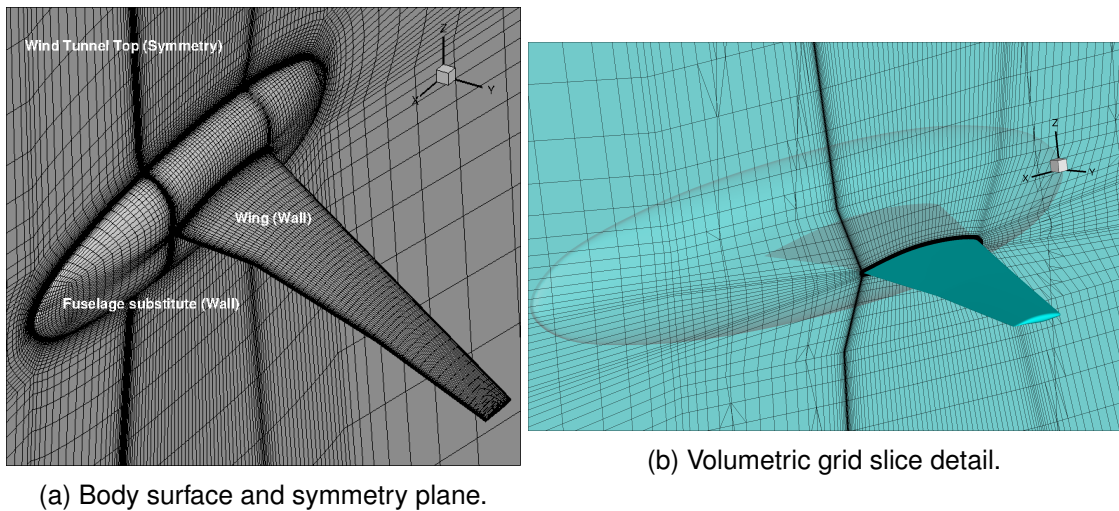 Wind Tunnel Top (Symmetry)
Z
X
Y
Wing (Wall)
Fuselage substitute (Wall)
(a) Body surface and symmetry plane.
Z
X
Y
(b) Volumetric grid slice detail.